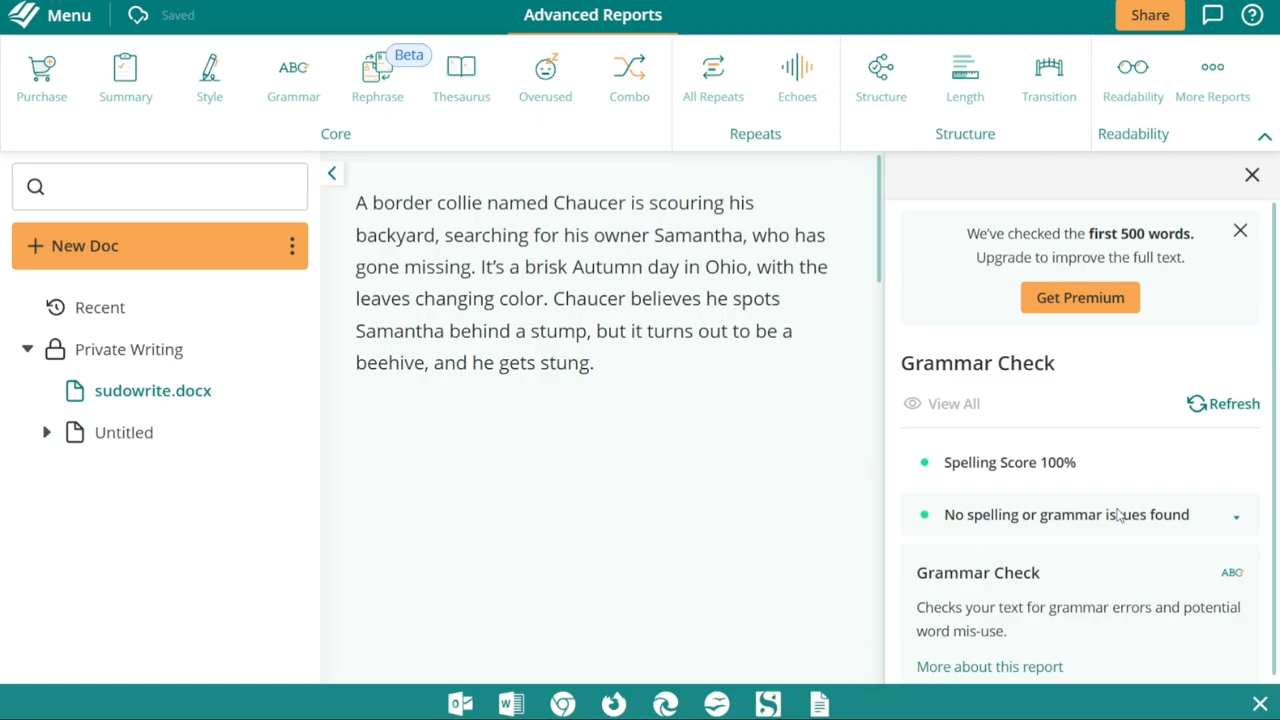 Menu
Saved
Advanced Reports
Share
Purchase
Summary
Style
ABC
Grammar
Beta
Rephrase
Thesaurus
Overused
Combo
All Repeats
Echoes
Structure
Length
Transition
Readability
More Reports
Core
Repeats
Structure
Readability
New Doc
Recent
Private Writing
sudowrite.docx
Untitled
A border collie named Chaucer is scouring his
backyard, searching for his owner Samantha, who has
gone missing. It’s a brisk Autumn day in Ohio, with the
leaves changing color. Chaucer believes he spots
Samantha behind a stump, but it turns out to be a
beehive, and he gets stung.
We’ve checked the first 500 words.
Upgrade to improve the full text.
Get Premium
Grammar Check
View All
Refresh
Spelling Score 100%
No spelling or grammar issues found
Grammar Check
ABC
Checks your text for grammar errors and potential
word mis-use.
More about this report